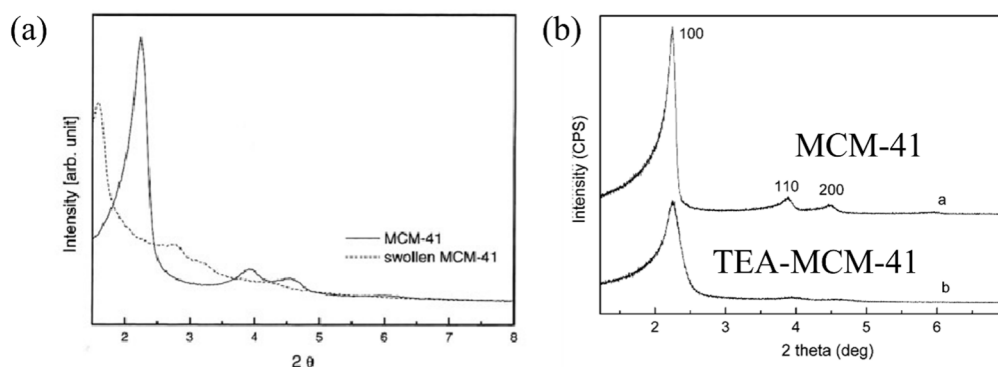 (a)
Intensity [arb. unit]
MCM-41
swollen MCM-41
2 3 4 5 6 7 8
2 θ
(b)
Intensity (CPS)
100
MCM-41
110
200
a
TEA-MCM-41
b
2 3 4 5 6
2 theta (deg)